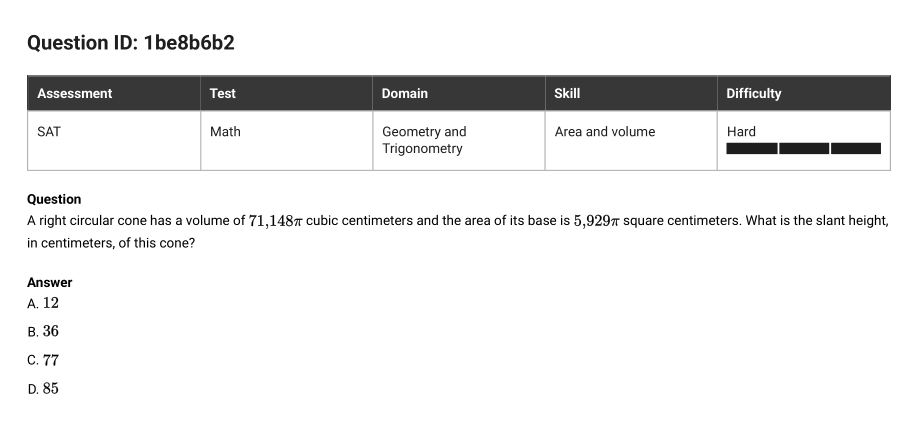 Question ID: 1be8b6b2
Assessment Test Domain Skill Difficulty
SAT Math Geometry and Trigonometry Area and volume Hard
Question
A right circular cone has a volume of 71,148π cubic centimeters and the area of its base is 5,929π square centimeters. What is the slant height,
in centimeters, of this cone?
Answer
A. 12
B. 36
C. 77
D. 85